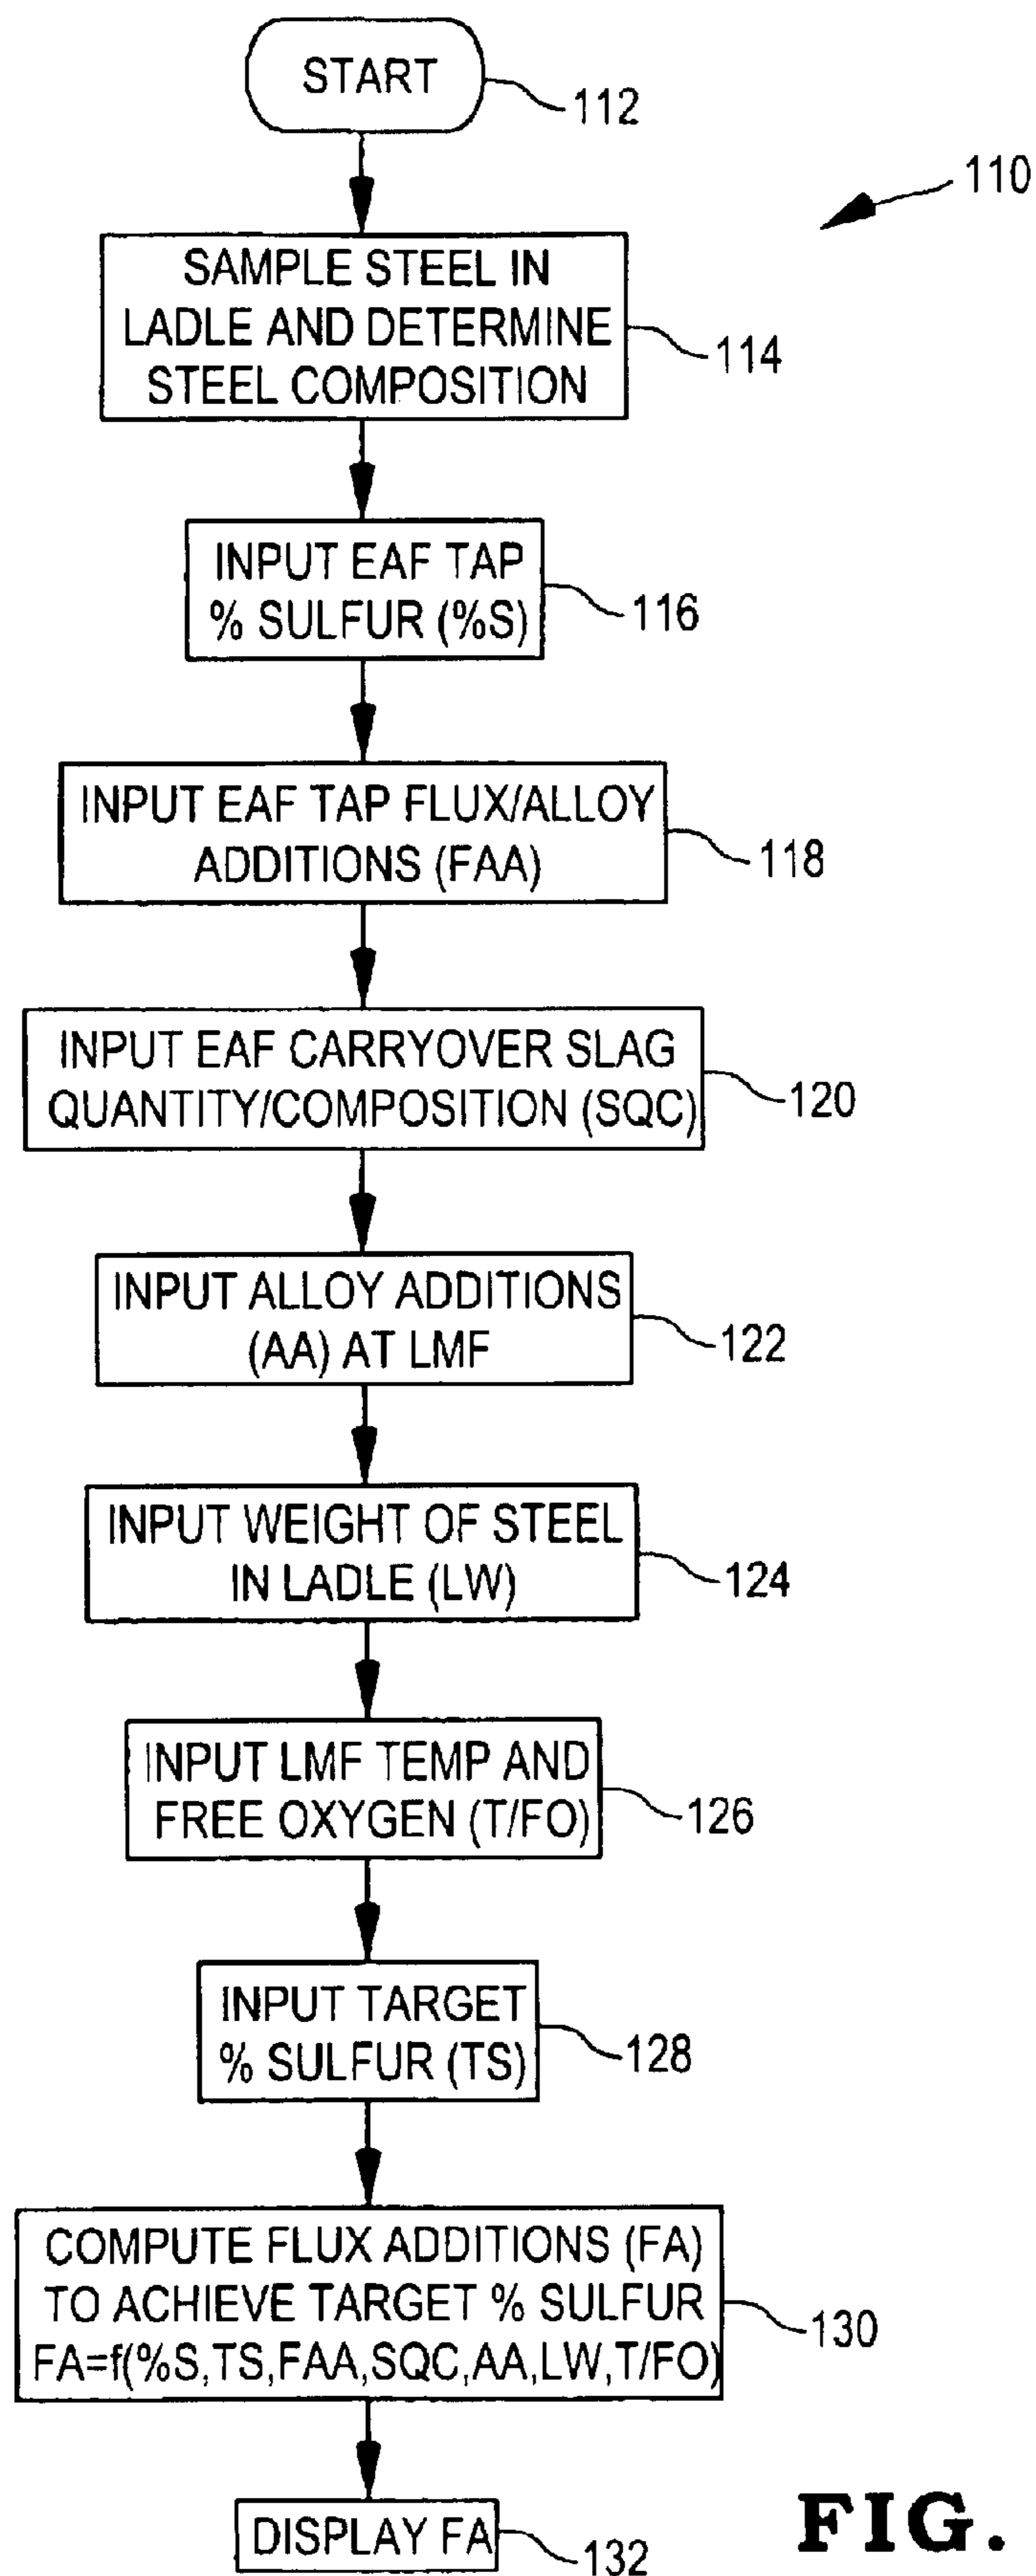 START
112
110
SAMPLE STEEL IN
LADLE AND DETERMINE
STEEL COMPOSITION
114
INPUT EAF TAP
% SULFUR (%S)
116
INPUT EAF TAP FLUX/ALLOY
ADDITIONS (FAA)
118
INPUT EAF CARRYOVER SLAG
QUANTITY/COMPOSITION (SQC)
120
INPUT ALLOY ADDITIONS
(AA) AT LMF
122
INPUT WEIGHT OF STEEL
IN LADLE (LW)
124
INPUT LMF TEMP AND
FREE OXYGEN (T/FO)
126
INPUT TARGET
% SULFUR (TS)
128
COMPUTE FLUX ADDITIONS (FA)
TO ACHIEVE TARGET % SULFUR
FA=f(%S,TS,FAA,SQC,AA,LW,T/FO)
130
DISPLAY FA
132
FIG.